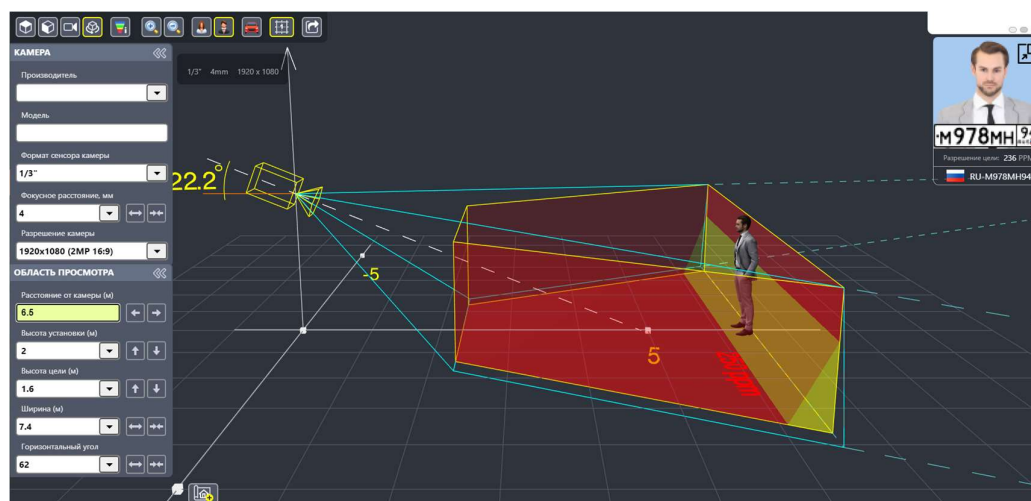 КАМЕРА
Производитель
Модель
Формат сенсора камеры
1/3"
Фокусное расстояние, мм
4
Разрешение камеры
1920x1080 (2MP 16:9)
ОБЛАСТЬ ПРОСМОТРА
Расстояние от камеры (м)
6.5
Высота установки (м)
2
Высота цели (м)
1.6
Ширина (м)
7.4
Горизонтальный угол
62
1/3" 4mm 1920 x 1080
22.2°
-5
5
М978МН 94
Разрешение цели: 236 PPM
RU-M978MH94